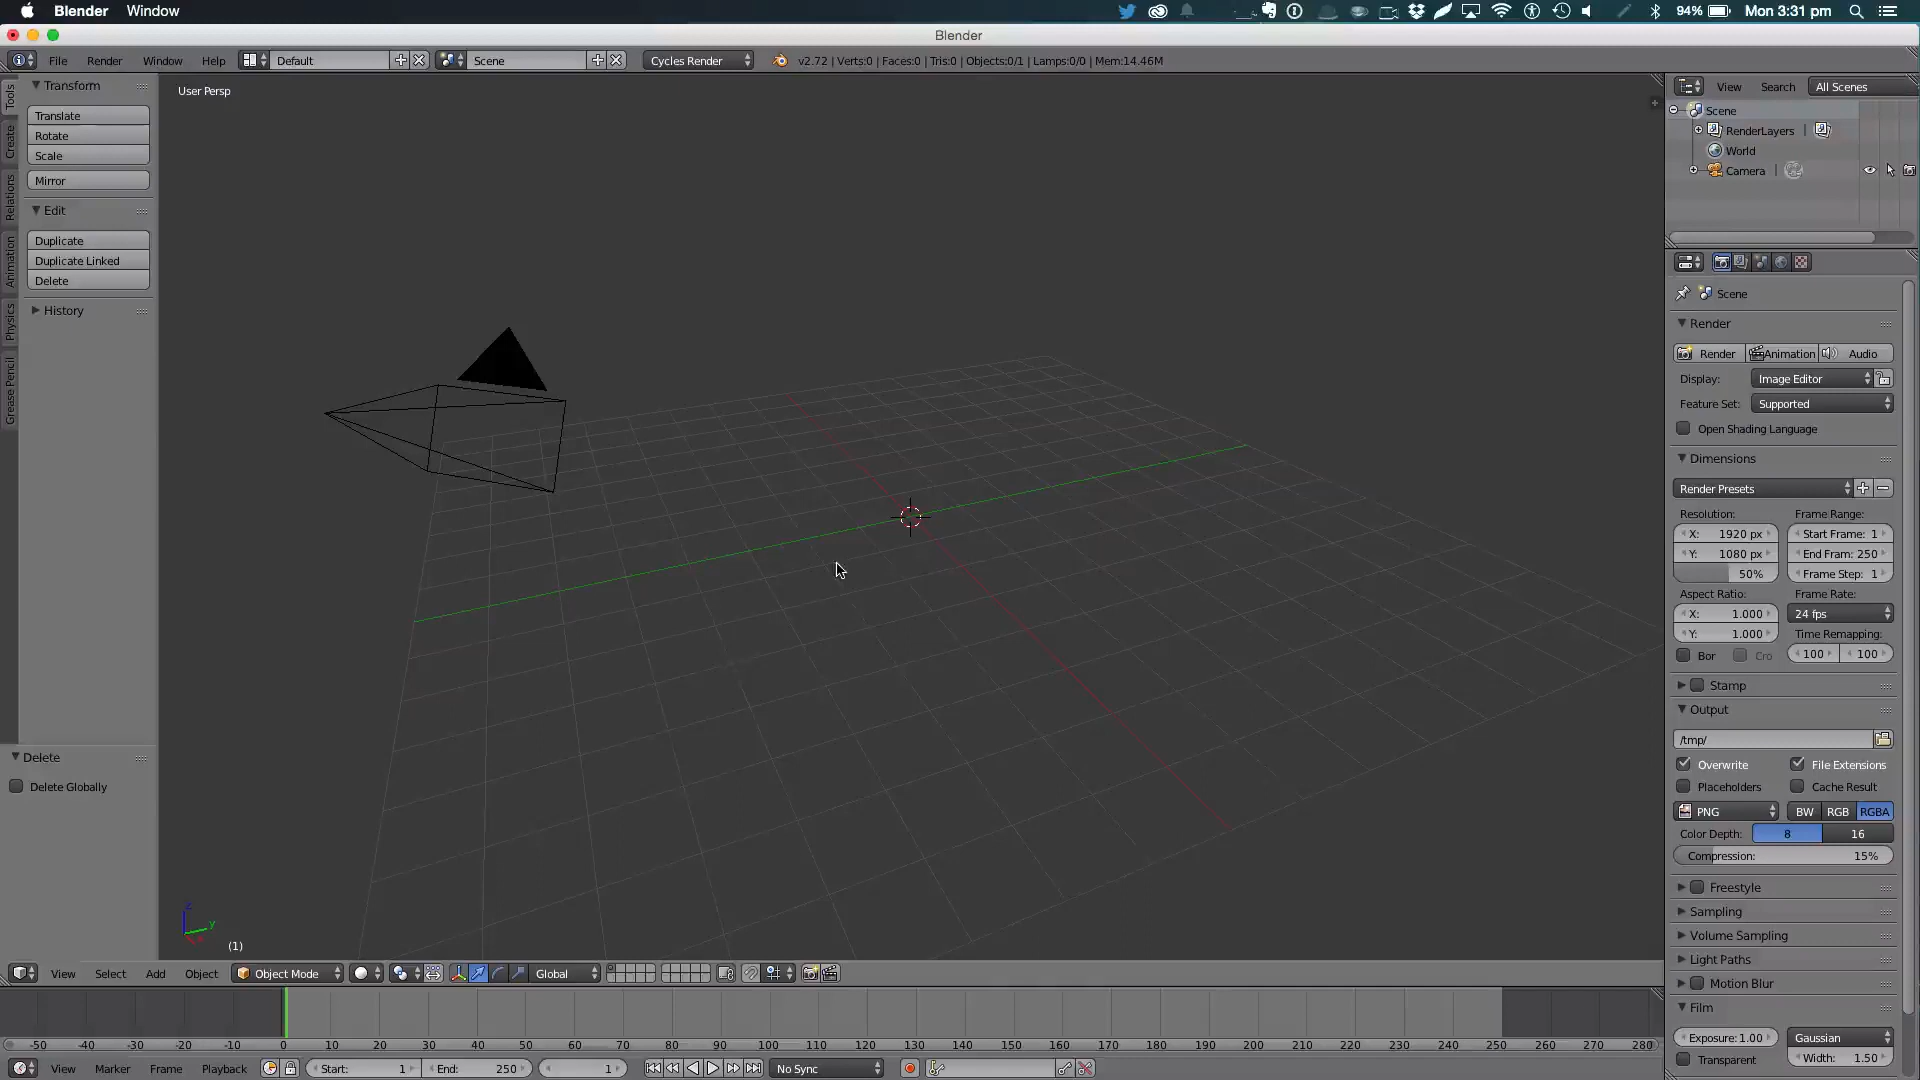 Blender Window 94% Mon 3:31 pm
Blender
File Render Window Help Default Scene Cycles Render v2.72 | Verts:0 | Faces:0 | Tris:0 | Objects:0/1 | Lamps:0/0 | Mem:14.46M
Tools
Create
Relations
Animation
Physics
Grease Pencil
Transform
Translate
Rotate
Scale
Mirror
Edit
Duplicate
Duplicate Linked
Delete
History
Delete
Delete Globally
User Persp
z
y
x
(1)
View Search All Scenes
Scene
RenderLayers |
World
Camera |
Scene
Render
Render Animation Audio
Display: Image Editor
Feature Set: Supported
Open Shading Language
Dimensions
Render Presets
Resolution: Frame Range:
X: 1920 px Start Frame: 1
Y: 1080 px End Fram: 250
50% Frame Step: 1
Aspect Ratio: Frame Rate:
X: 1.000 24 fps
Y: 1.000 Time Remapping:
Bor Cro 100 100
Stamp
Output
/tmp/
Overwrite File Extensions
Placeholders Cache Result
PNG BW RGB RGBA
Color Depth: 8 16
Compression: 15%
Freestyle
Sampling
Volume Sampling
Light Paths
Motion Blur
Film
Exposure: 1.00 Gaussian
Transparent Width: 1.50
View Select Add Object Object Mode Global
-50 -40 -30 -20 -10 0 10 20 30 40 50 60 70 80 90 100 110 120 130 140 150 160 170 180 190 200 210 220 230 240 250 260 270 280
View Marker Frame Playback Start: 1 End: 250 1 No Sync